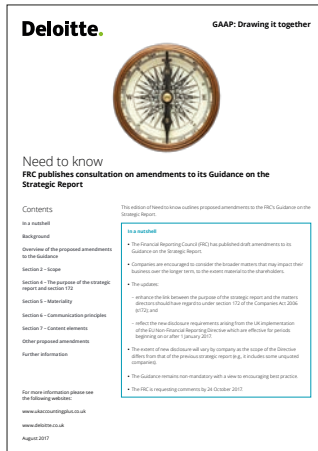 Deloitte.
GAAP: Drawing it together
Need to know
FRC publishes consultation on amendments to its Guidance on the
Strategic Report
Contents
In a nutshell
Background
Overview of the proposed amendments
to the Guidance
Section 2 – Scope
Section 4 – The purpose of the strategic
report and section 172
Section 5 – Materiality
Section 6 – Communication principles
Section 7 – Content elements
Other proposed amendments
Further information
For more information please see
the following websites:
www.ukaccountingplus.co.uk
www.deloitte.co.uk
August 2017
This edition of Need to know outlines proposed amendments to the FRC's Guidance on the
Strategic Report.
In a nutshell
• The Financial Reporting Council (FRC) has published draft amendments to its
Guidance on the Strategic Report.
• Companies are encouraged to consider the broader matters that may impact their
business over the longer term, to the extent material to the shareholders.
• The updates:
– enhance the link between the purpose of the strategic report and the matters
directors should have regard to under section 172 of the Companies Act 2006
(s172); and
– reflect the new disclosure requirements arising from the UK implementation
of the EU Non-Financial Reporting Directive which are effective for periods
beginning on or after 1 January 2017.
• The extent of new disclosure will vary by company as the scope of the Directive
differs from that of the previous strategic report (e.g. it includes some unquoted
companies).
• The Guidance remains non-mandatory with a view to encouraging best practice.
• The FRC is requesting comments by 24 October 2017.